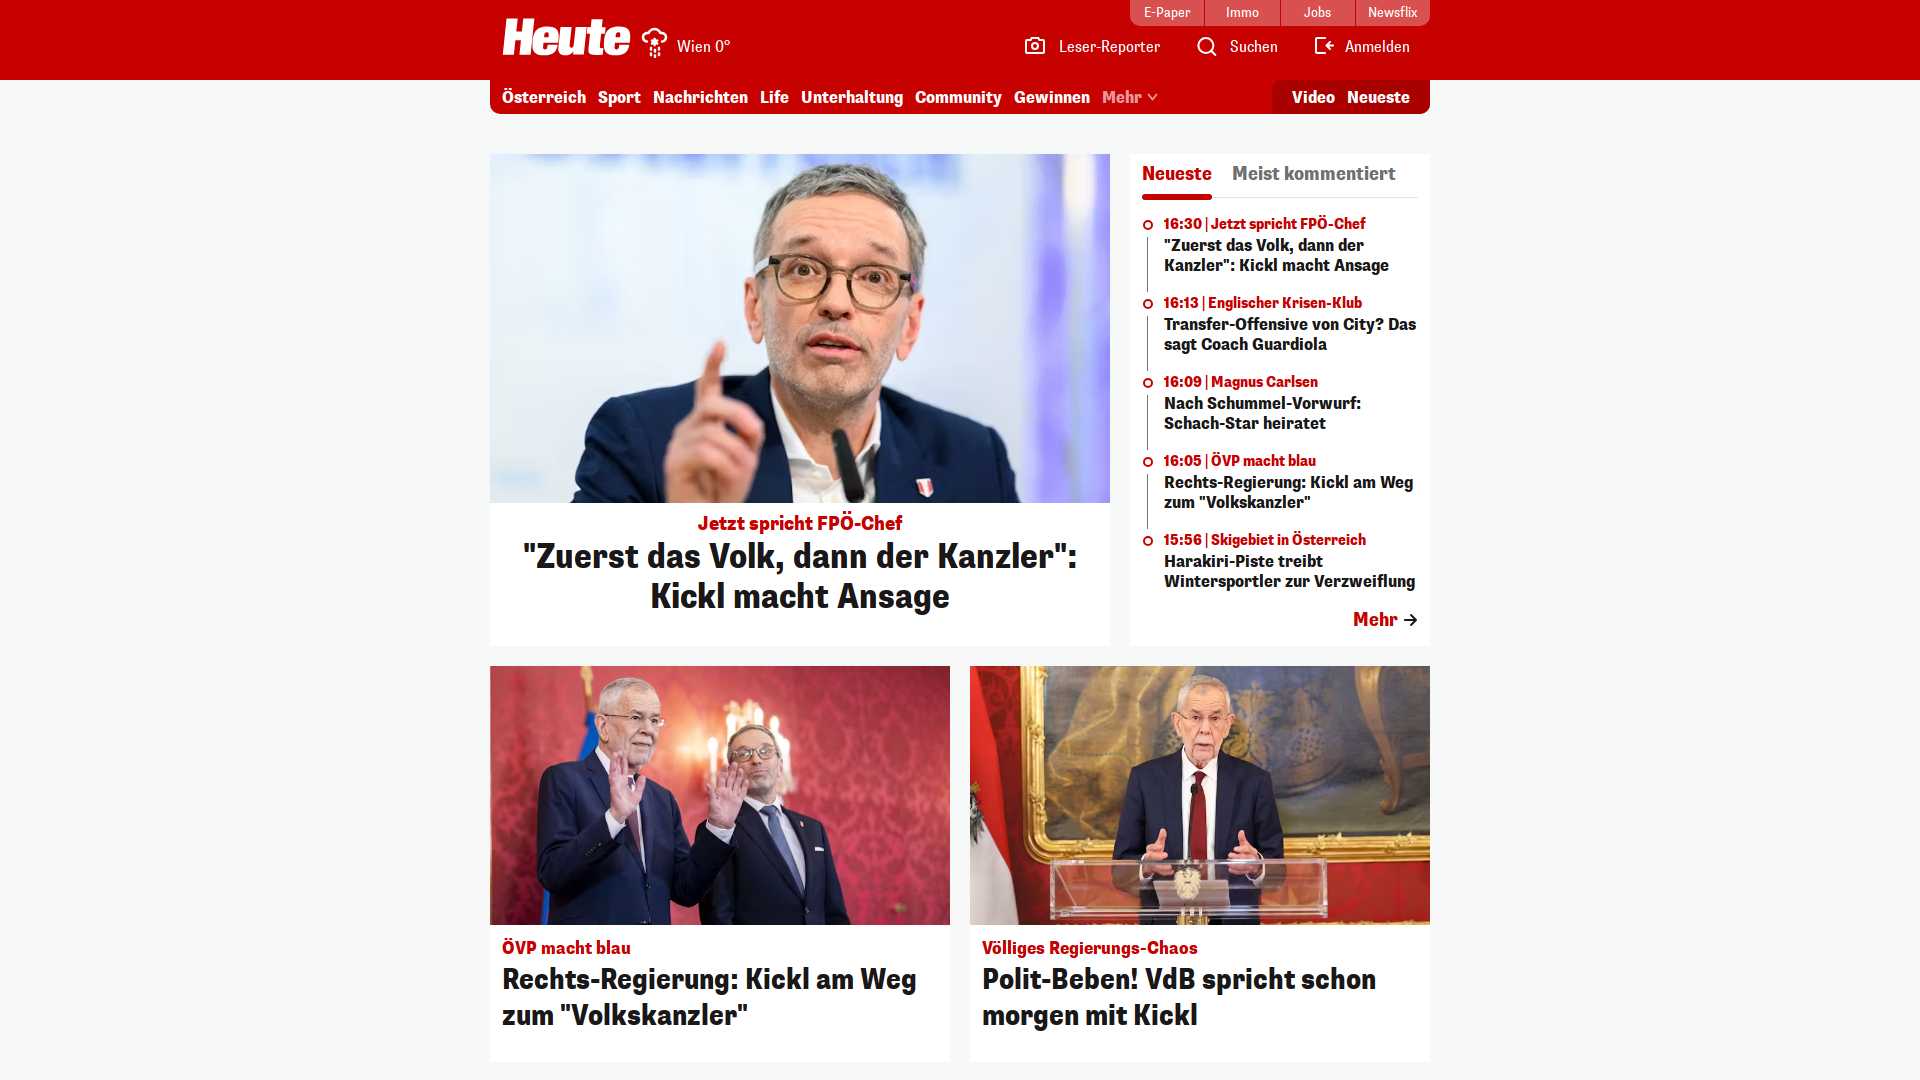 E-Paper
Immo
Jobs
Newsflix
Heute
Wien 0°
Leser-Reporter
Suchen
Anmelden
Österreich
Sport
Nachrichten
Life
Unterhaltung
Community
Gewinnen
Mehr
Video
Neueste
Jetzt spricht FPÖ-Chef
"Zuerst das Volk, dann der Kanzler":
Kickl macht Ansage
Neueste
Meist kommentiert
16:30 | Jetzt spricht FPÖ-Chef
"Zuerst das Volk, dann der
Kanzler": Kickl macht Ansage
16:13 | Englischer Krisen-Klub
Transfer-Offensive von City? Das
sagt Coach Guardiola
16:09 | Magnus Carlsen
Nach Schummel-Vorwurf:
Schach-Star heiratet
16:05 | ÖVP macht blau
Rechts-Regierung: Kickl am Weg
zum "Volkskanzler"
15:56 | Skigebiet in Österreich
Harakiri-Piste treibt
Wintersportler zur Verzweiflung
Mehr
ÖVP macht blau
Rechts-Regierung: Kickl am Weg
zum "Volkskanzler"
Völliges Regierungs-Chaos
Polit-Beben! VdB spricht schon
morgen mit Kickl